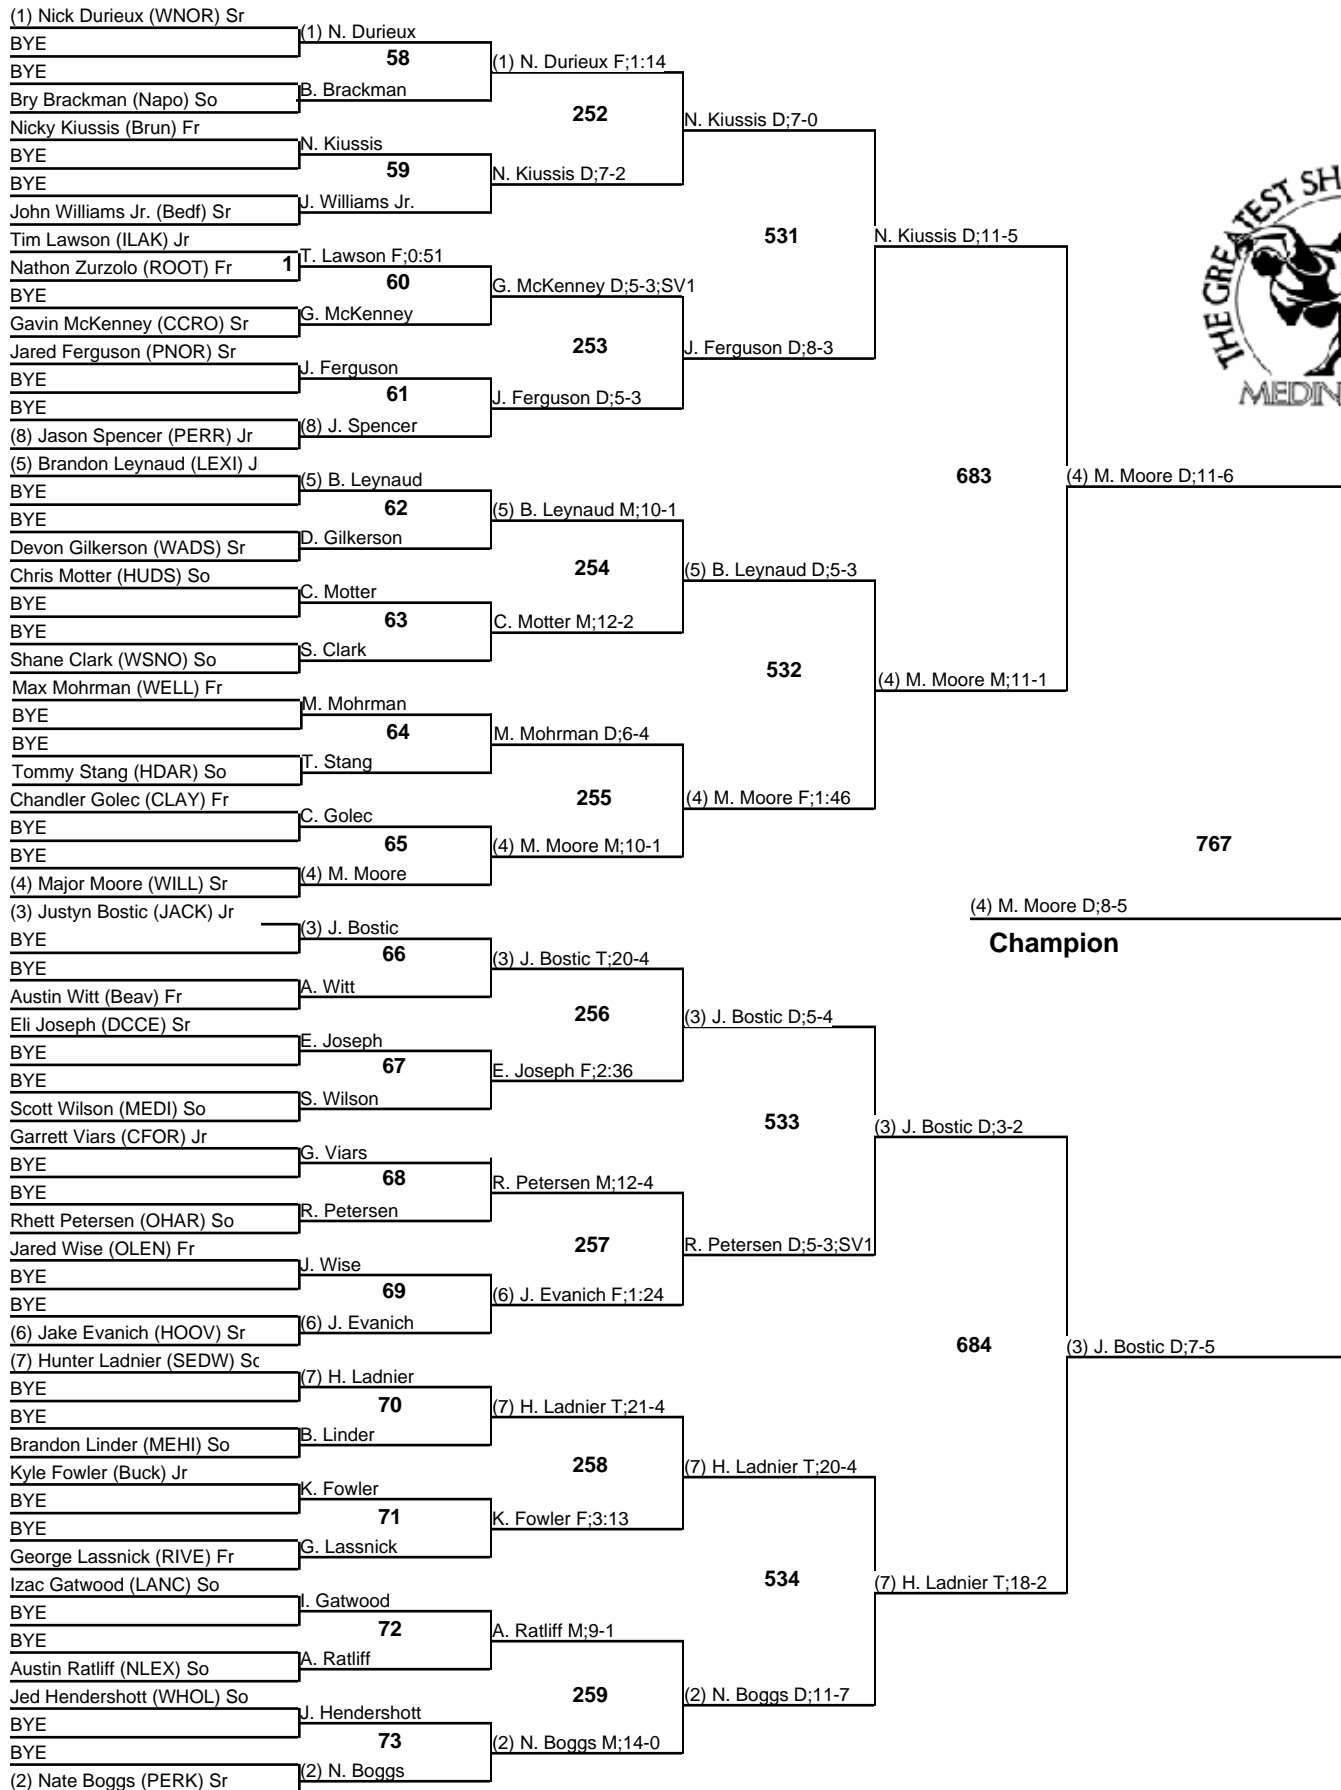 (1) Nick Durieux (WNOR) Sr
BYE
BYE
Bry Brackman (Napo) So
Nicky Kiussis (Brun) Fr
BYE
BYE
John Williams Jr. (Bedf) Sr
Tim Lawson (ILAK) Jr
Nathon Zurzolo (ROOT) Fr
BYE
Gavin McKenney (CCRO) Sr
Jared Ferguson (PNOR) Sr
BYE
BYE
(8) Jason Spencer (PERR) Jr
(5) Brandon Leynaud (LEXI) J
BYE
BYE
Devon Gilkerson (WADS) Sr
Chris Motter (HUDS) So
BYE
BYE
Shane Clark (WSNO) So
Max Mohrman (WELL) Fr
BYE
BYE
Tommy Stang (HDAR) So
Chandler Golec (CLAY) Fr
BYE
BYE
(4) Major Moore (WILL) Sr
(3) Justyn Bostic (JACK) Jr
BYE
BYE
Austin Witt (Beav) Fr
Eli Joseph (DCCE) Sr
BYE
BYE
Scott Wilson (MEDI) So
Garrett Viars (CFOR) Jr
BYE
BYE
Rhett Petersen (OHAR) So
Jared Wise (OLEN) Fr
BYE
BYE
(6) Jake Evanich (HOOV) Sr
(7) Hunter Ladnier (SEDW) So
BYE
BYE
Brandon Linder (MEHI) So
Kyle Fowler (Buck) Jr
BYE
BYE
George Lassnick (RIVE) Fr
Izac Gatwood (LANC) So
BYE
BYE
Austin Ratliff (NLEX) So
Jed Hendershott (WHOL) So
BYE
BYE
(2) Nate Boggs (PERK) Sr
1
(1) N. Durieux
58
B. Brackman
N. Kiussis
59
J. Williams Jr.
T. Lawson F;0:51
60
G. McKenney
J. Ferguson
61
(8) J. Spencer
(5) B. Leynaud
62
D. Gilkerson
C. Motter
63
S. Clark
M. Mohrman
64
T. Stang
C. Golec
65
(4) M. Moore
(3) J. Bostic
66
A. Witt
E. Joseph
67
S. Wilson
G. Viars
68
R. Petersen
J. Wise
69
(6) J. Evanich
(7) H. Ladnier
70
B. Linder
K. Fowler
71
G. Lassnick
I. Gatwood
72
A. Ratliff
J. Hendershott
73
(2) N. Boggs
(1) N. Durieux F;1:14
252
N. Kiussis D;7-2
G. McKenney D;5-3;SV1
253
J. Ferguson D;5-3
(5) B. Leynaud M;10-1
254
C. Motter M;12-2
M. Mohrman D;6-4
255
(4) M. Moore M;10-1
(3) J. Bostic T;20-4
256
E. Joseph F;2:36
R. Petersen M;12-4
257
(6) J. Evanich F;1:24
(7) H. Ladnier T;21-4
258
K. Fowler F;3:13
A. Ratliff M;9-1
259
(2) N. Boggs M;14-0
N. Kiussis D;7-0
531
J. Ferguson D;8-3
(5) B. Leynaud D;5-3
532
(4) M. Moore F;1:46
(3) J. Bostic D;5-4
533
R. Petersen D;5-3;SV1
(7) H. Ladnier T;20-4
534
(2) N. Boggs D;11-7
N. Kiussis D;11-5
683
(4) M. Moore M;11-1
(3) J. Bostic D;3-2
684
(7) H. Ladnier T;18-2
(4) M. Moore D;11-6
767
(3) J. Bostic D;7-5
(4) M. Moore D;8-5
Champion
THE GREATEST SH
MEDIN